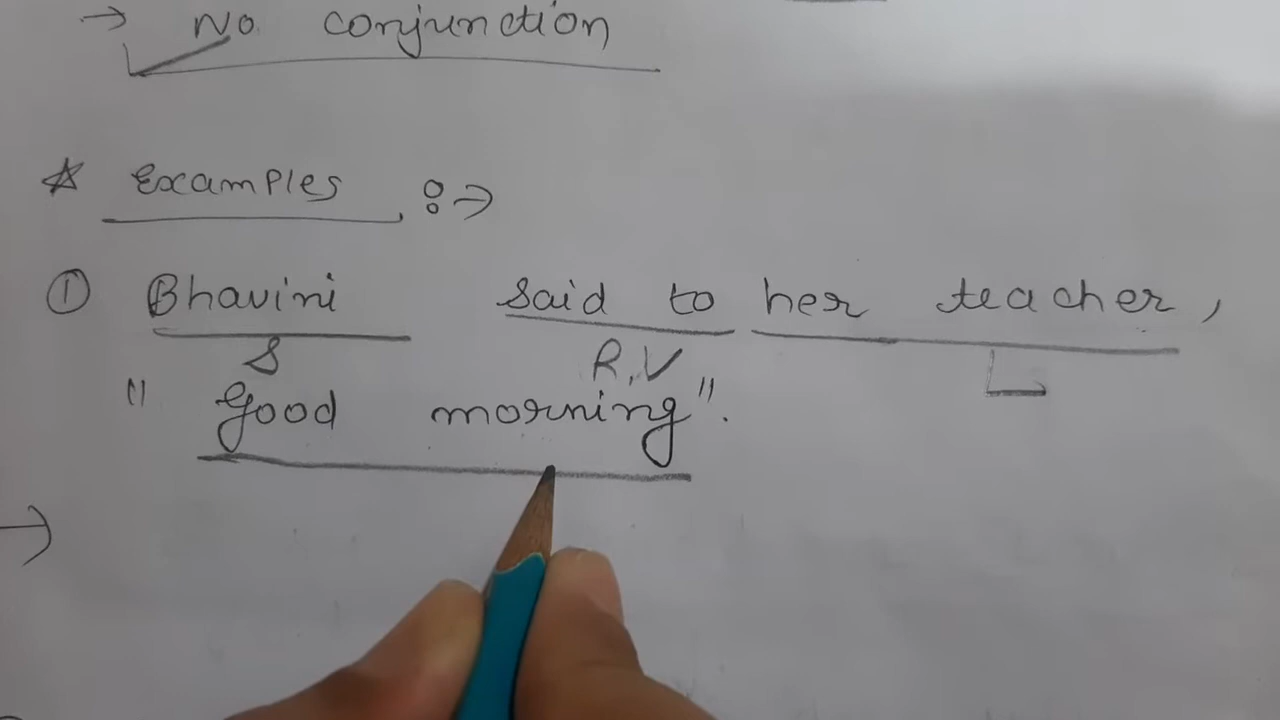 → No conjunction
☆ Examples :→
① Bhavini said to her teacher,
S R.V L
" Good morning".
→